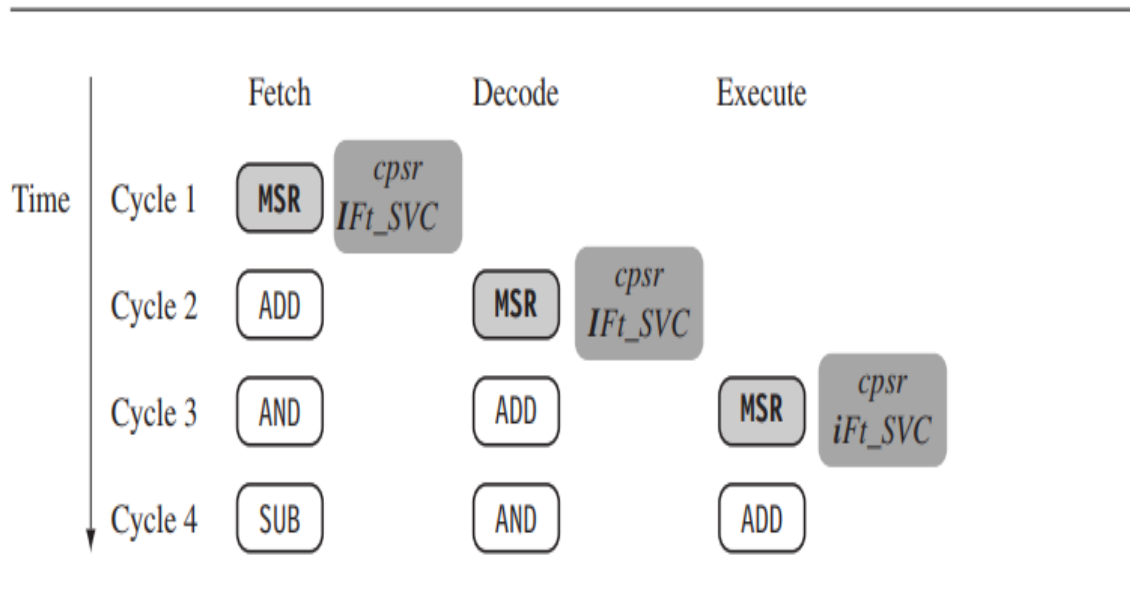 Fetch Decode Execute
Time Cycle 1 MSR cpsr
IFt_SVC
Cycle 2 ADD MSR cpsr
IFt_SVC
Cycle 3 AND ADD MSR cpsr
iFt_SVC
Cycle 4 SUB AND ADD